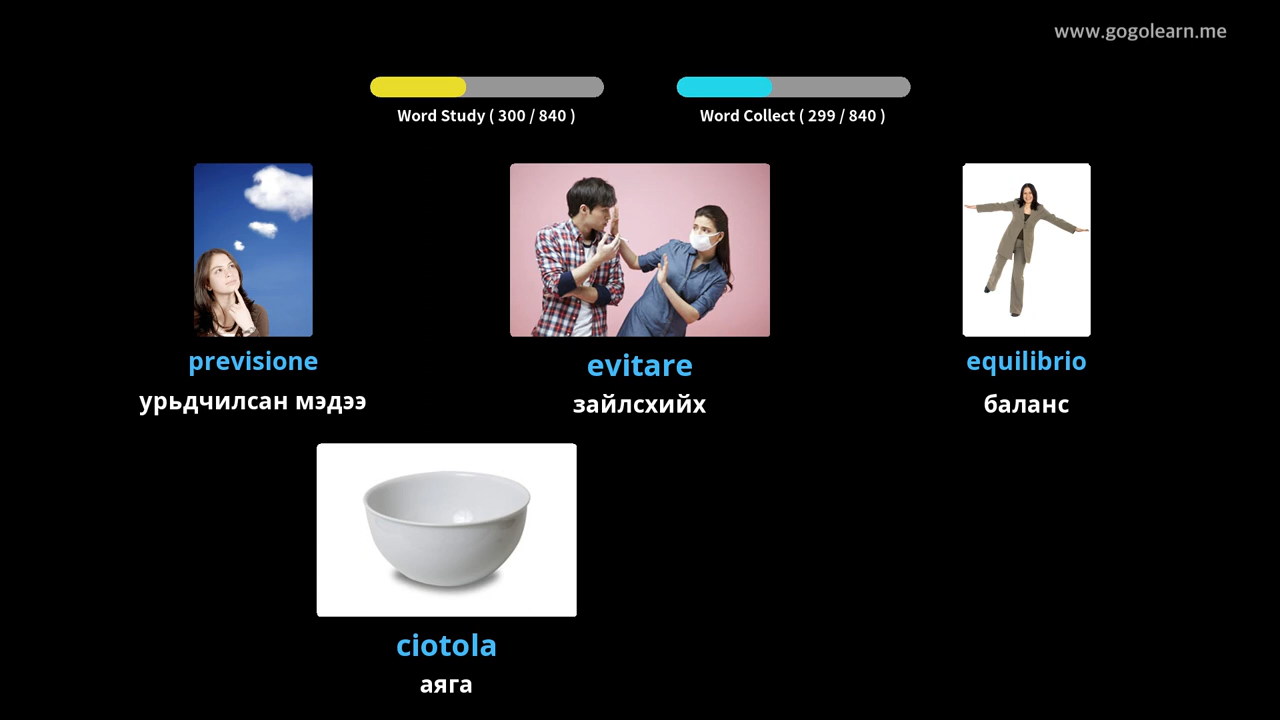 www.gogolearn.me
Word Study ( 300 / 840 )
Word Collect ( 299 / 840 )
previsione
урьдчилсан мэдээ
evitare
зайлсхийх
equilibrio
баланс
ciotola
аяга